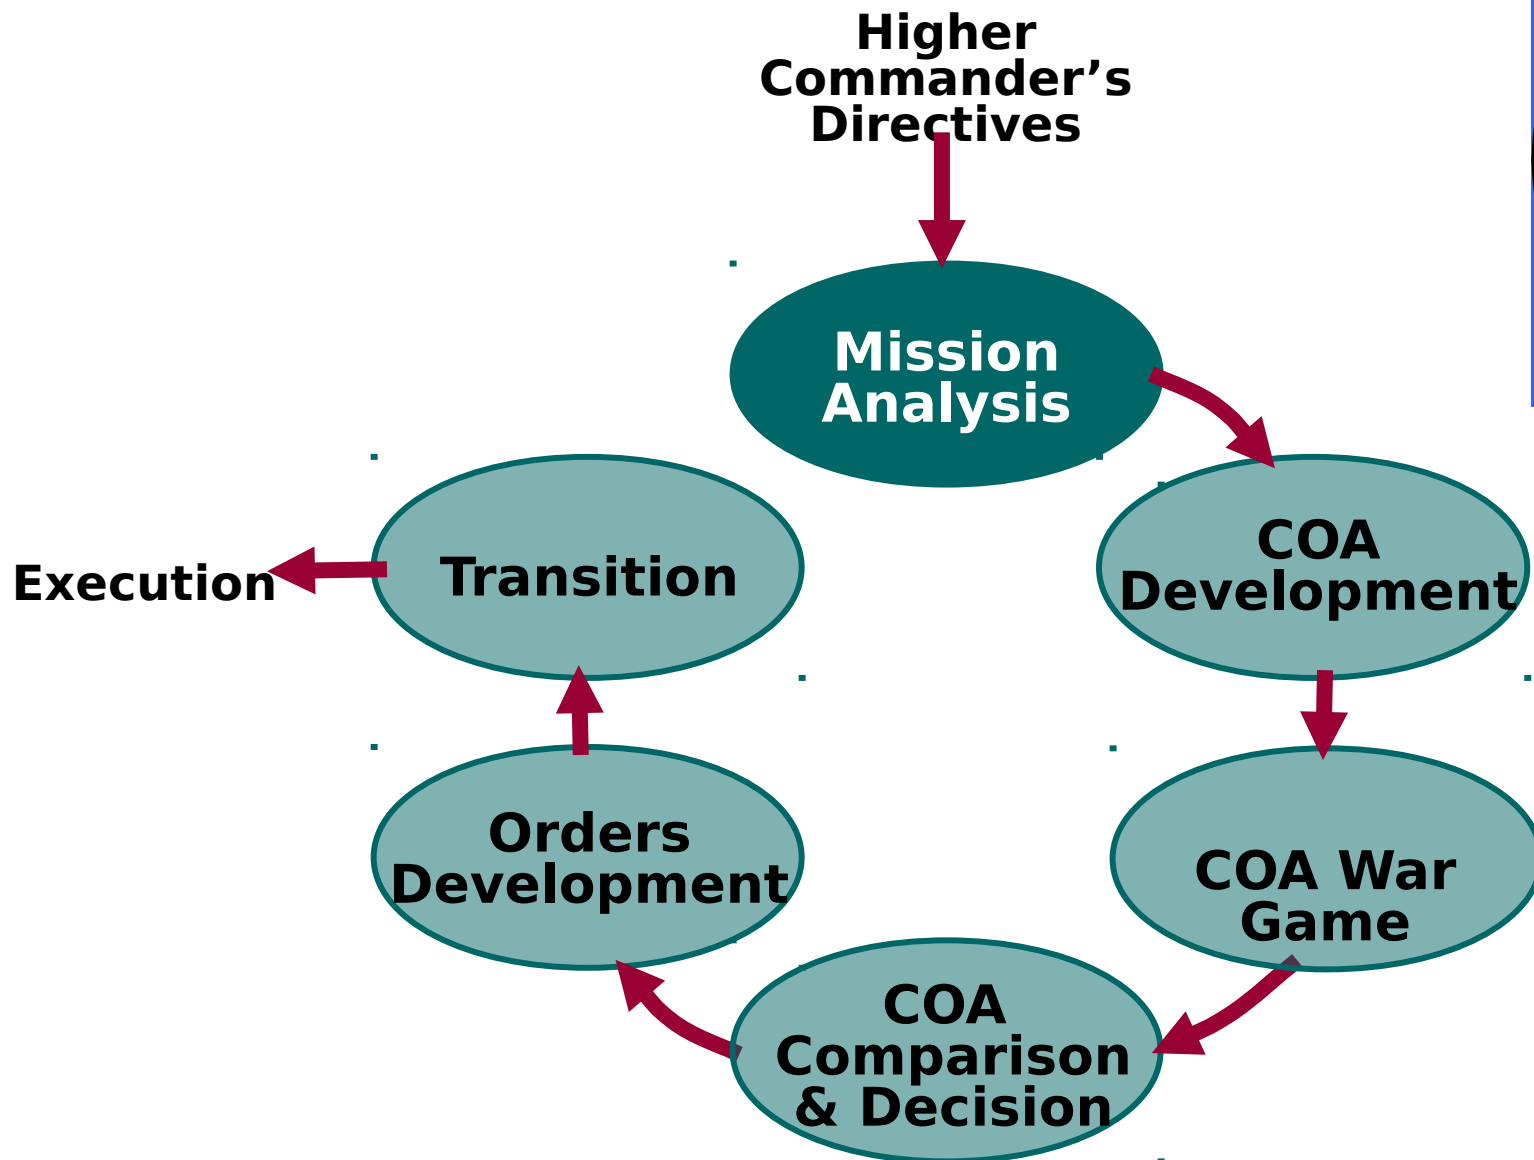 Higher
Commander’s
Directives
Mission
Analysis
COA
Development
COA War
Game
COA
Comparison
& Decision
Orders
Development
Transition
Execution